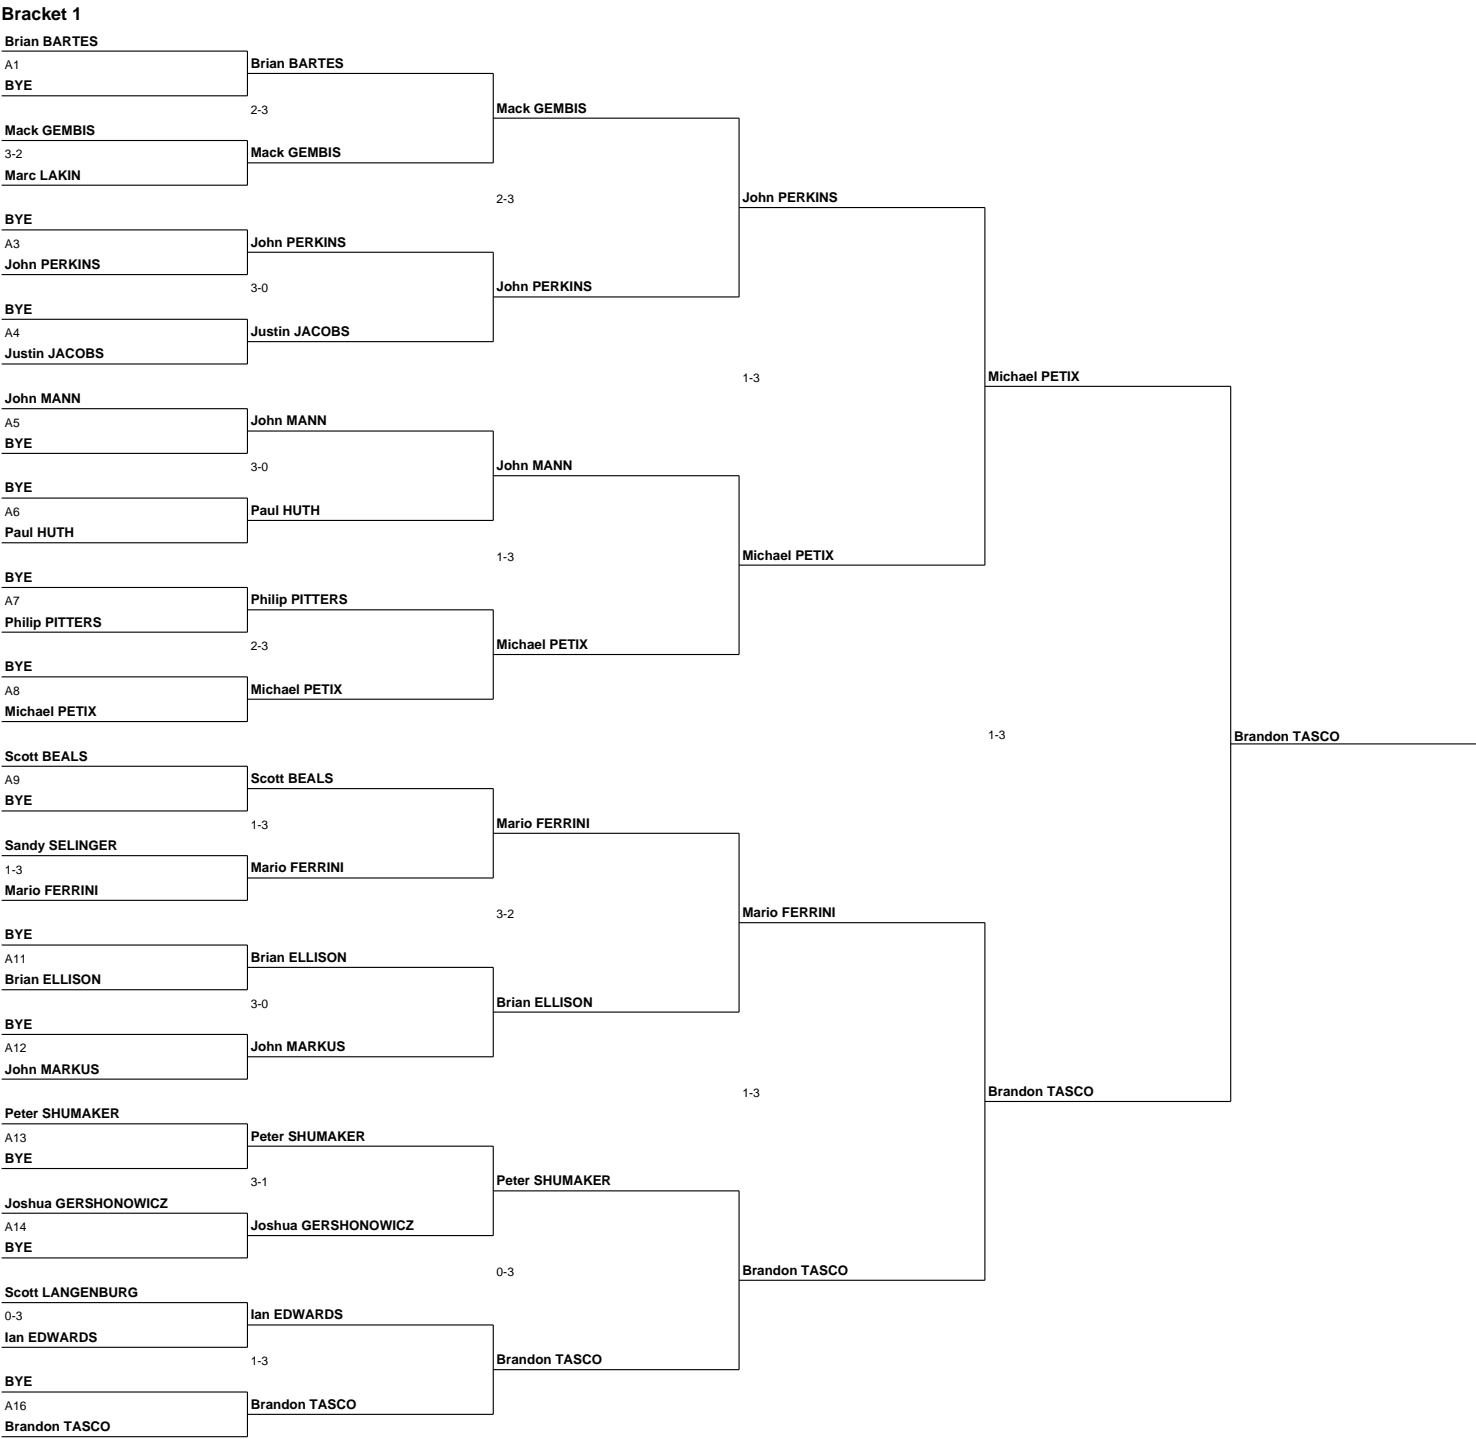 Bracket 1
Brian BARTES
A1
BYE
Mack GEMBIS
3-2
Marc LAKIN
BYE
A3
John PERKINS
BYE
A4
Justin JACOBS
John MANN
A5
BYE
BYE
A6
Paul HUTH
BYE
A7
Philip PITTERS
BYE
A8
Michael PETIX
Scott BEALS
A9
BYE
Sandy SELINGER
1-3
Mario FERRINI
BYE
A11
Brian ELLISON
BYE
A12
John MARKUS
Peter SHUMAKER
A13
BYE
Joshua GERSHONOWICZ
A14
BYE
Scott LANGENBURG
0-3
Ian EDWARDS
BYE
A16
Brandon TASCO
Brian BARTES
2-3
Mack GEMBIS
John PERKINS
3-0
Justin JACOBS
John MANN
3-0
Paul HUTH
Philip PITTERS
2-3
Michael PETIX
Scott BEALS
1-3
Mario FERRINI
Brian ELLISON
3-0
John MARKUS
Peter SHUMAKER
3-1
Joshua GERSHONOWICZ
Ian EDWARDS
1-3
Brandon TASCO
Mack GEMBIS
2-3
John PERKINS
John MANN
1-3
Michael PETIX
Mario FERRINI
3-2
Brian ELLISON
Peter SHUMAKER
0-3
Brandon TASCO
John PERKINS
1-3
Michael PETIX
Mario FERRINI
1-3
Brandon TASCO
Michael PETIX
1-3
Brandon TASCO
Brandon TASCO